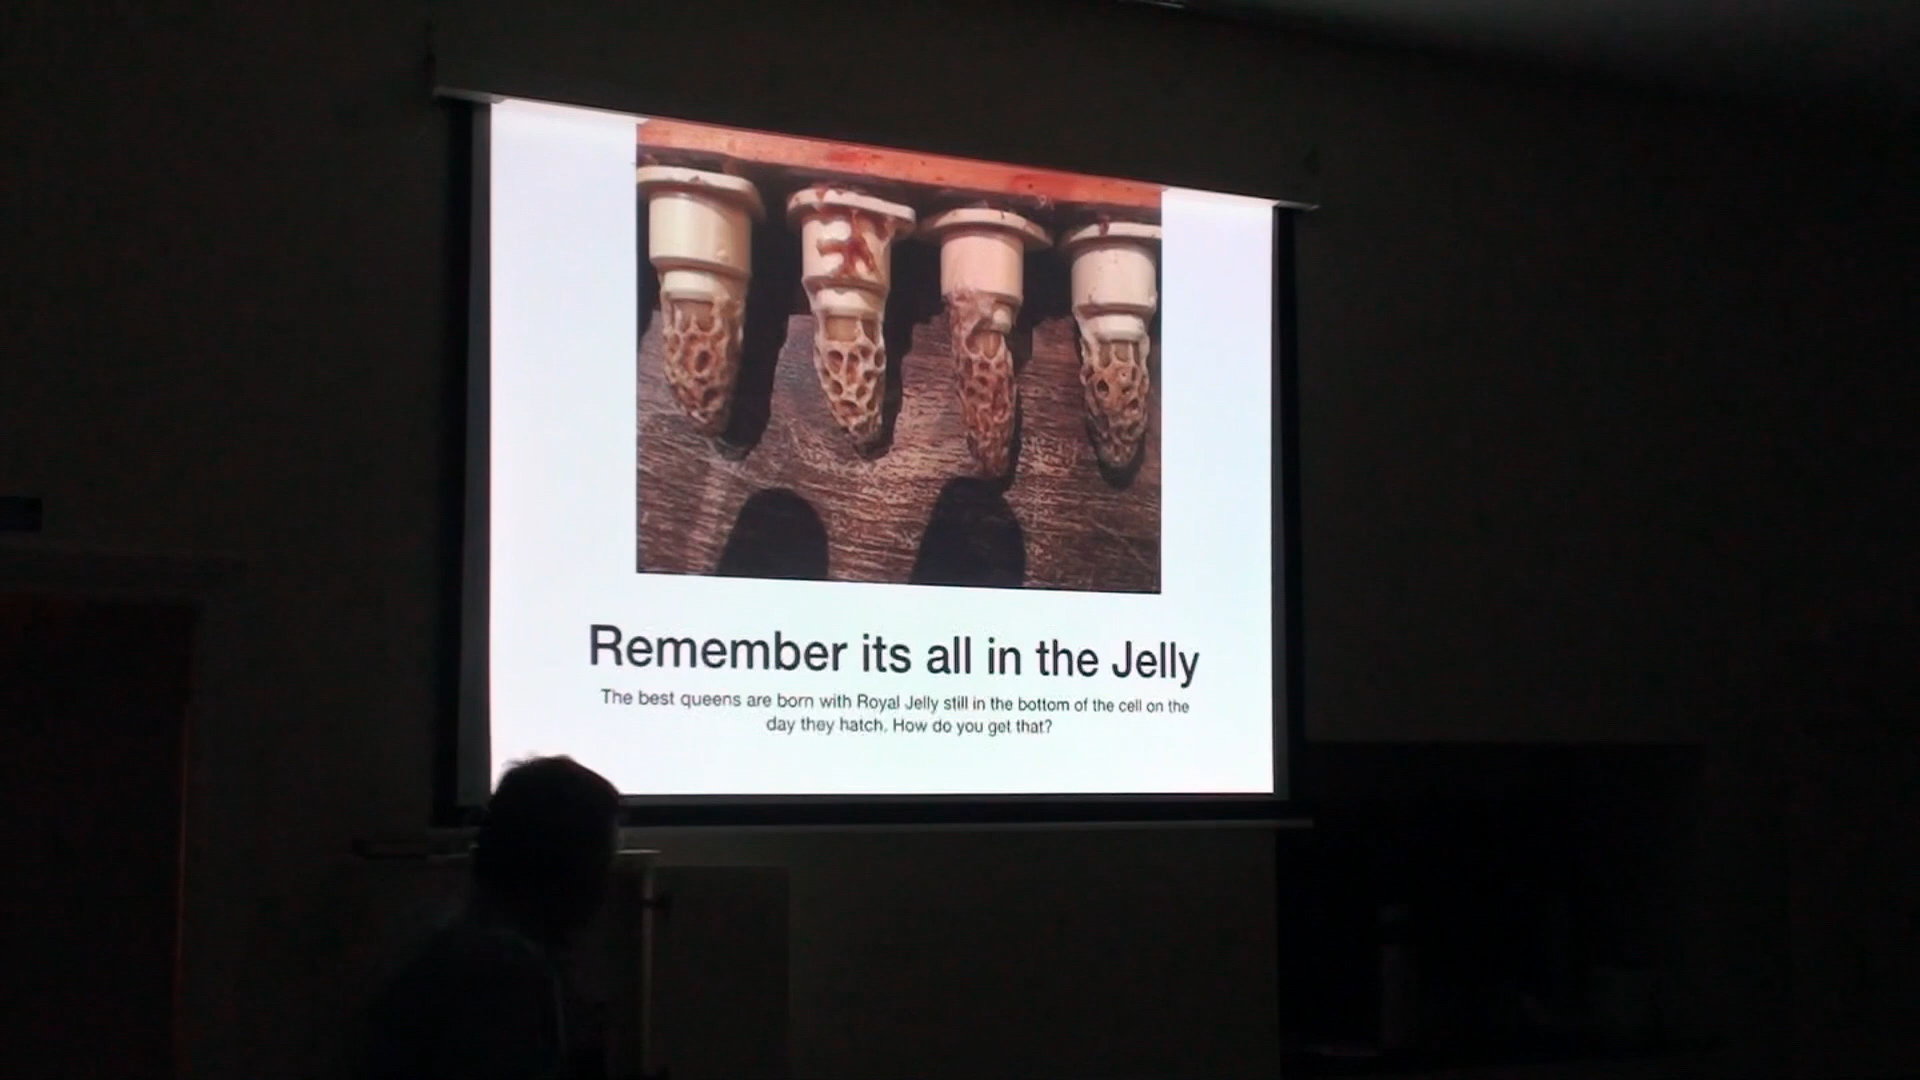 Remember its all in the Jelly
The best queens are born with Royal Jelly still in the bottom of the cell on the
day they hatch. How do you get that?